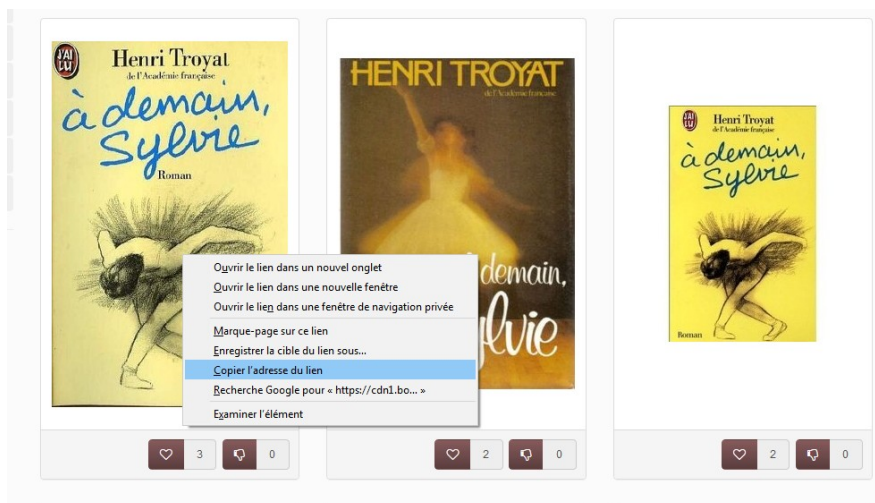 J'AI
LU
Henri Troyat
de l'Académie française
à demain,
Sylvie
Roman
3
0
HENRI TROYAT
de l'Académie française
demain,
lvie
2
0
J'AI
LU
Henri Troyat
de l'Académie française
à demain,
Sylvie
Roman
2
0
Ouvrir le lien dans un nouvel onglet
Ouvrir le lien dans une nouvelle fenêtre
Ouvrir le lien dans une fenêtre de navigation privée
Marque-page sur ce lien
Enregistrer la cible du lien sous...
Copier l'adresse du lien
Recherche Google pour « https://cdn1.bo... »
Examiner l'élément